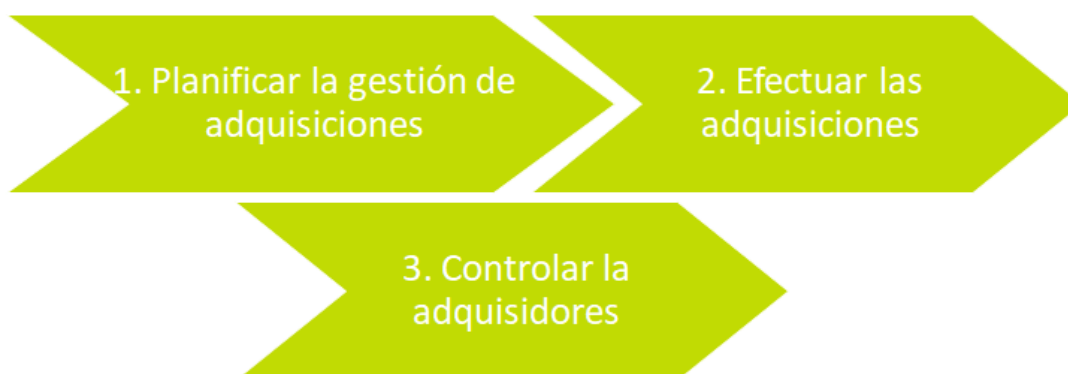 1. Planificar la gestión de
adquisiciones
2. Efectuar las
adquisiciones
3. Controlar la
adquisidores